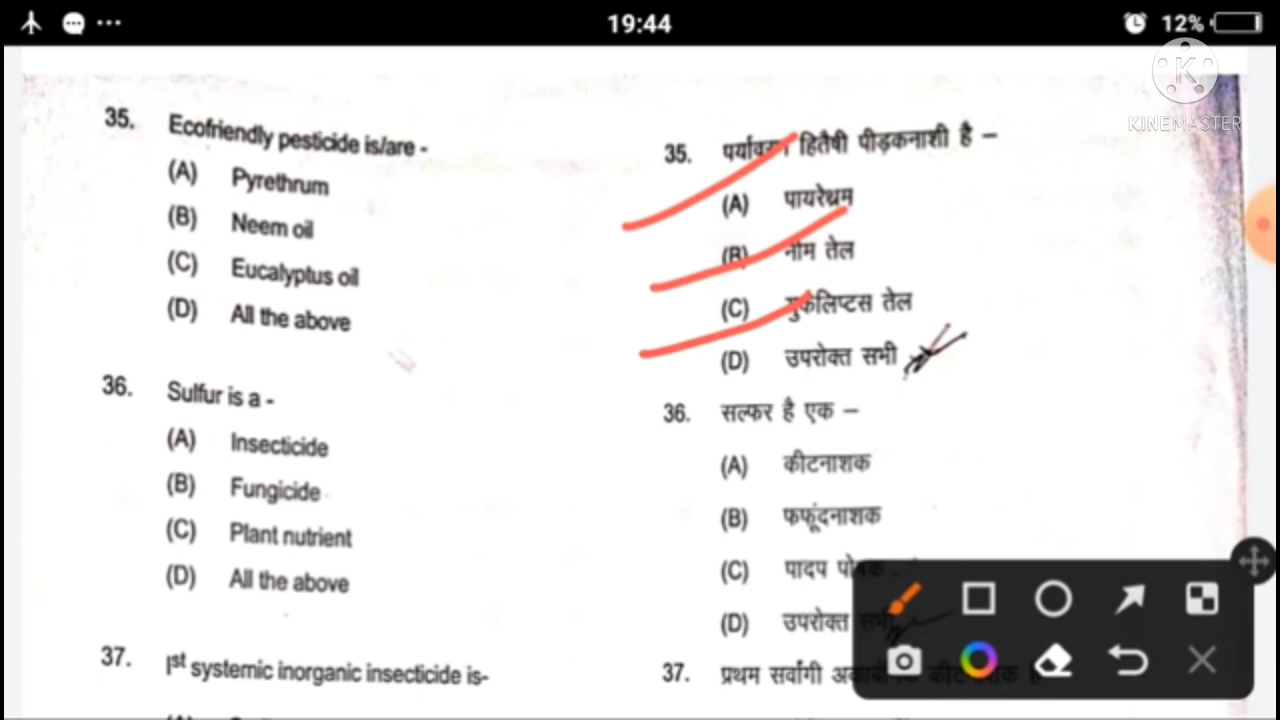 19:44
12%
K
KINEMASTER
35. Ecofriendly pesticide is/are -
(A) Pyrethrum
(B) Neem oil
(C) Eucalyptus oil
(D) All the above
36. Sulfur is a -
(A) Insecticide
(B) Fungicide
(C) Plant nutrient
(D) All the above
37. Ist systemic inorganic insecticide is-
35. हितैषी पीड़कनाशी है –
(A) पायरेथ्रम
(B) नीम तेल
(C) युकेलिप्टस तेल
(D) उपरोक्त सभी
36. सल्फर है एक –
(A) कीटनाशक
(B) फफूंदनाशक
(C) पादप
(D) उपरोक्त सभी
37. प्रथम सर्वांगी